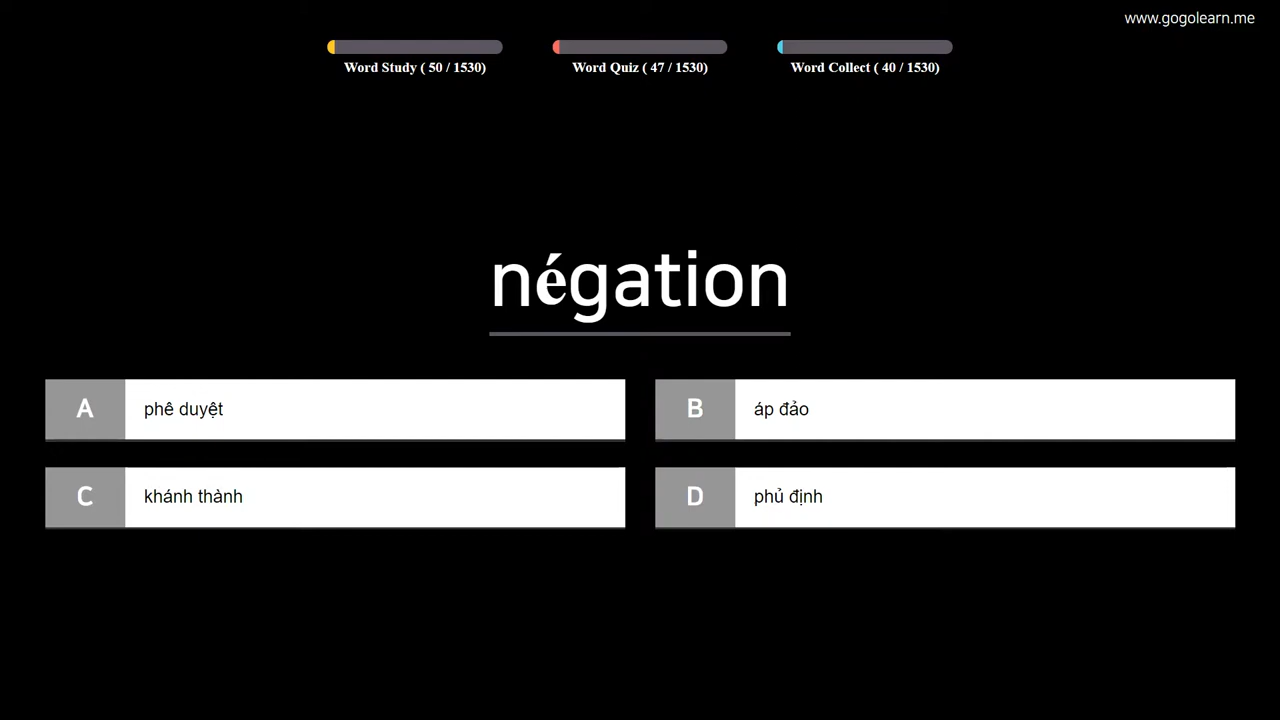 www.gogolearn.me
Word Study ( 50 / 1530)
Word Quiz ( 47 / 1530)
Word Collect ( 40 / 1530)
négation
A phê duyệt
B áp đảo
C khánh thành
D phủ định